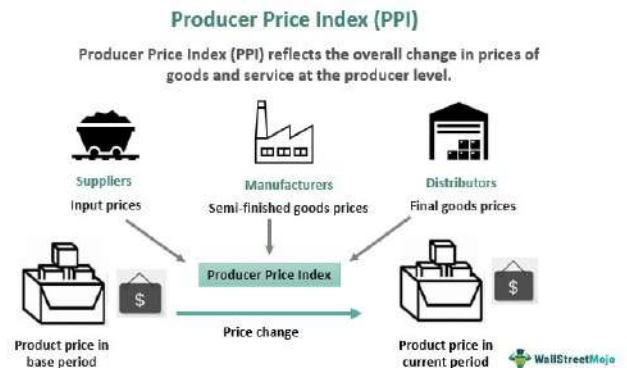 Producer Price Index (PPI)
Producer Price Index (PPI) reflects the overall change in prices of
goods and service at the producer level.
Suppliers
Input prices
Manufacturers
Semi-finished goods prices
Distributors
Final goods prices
Producer Price Index
$
$
Price change
Product price in
base period
Product price in
current period
WallStreetMojo